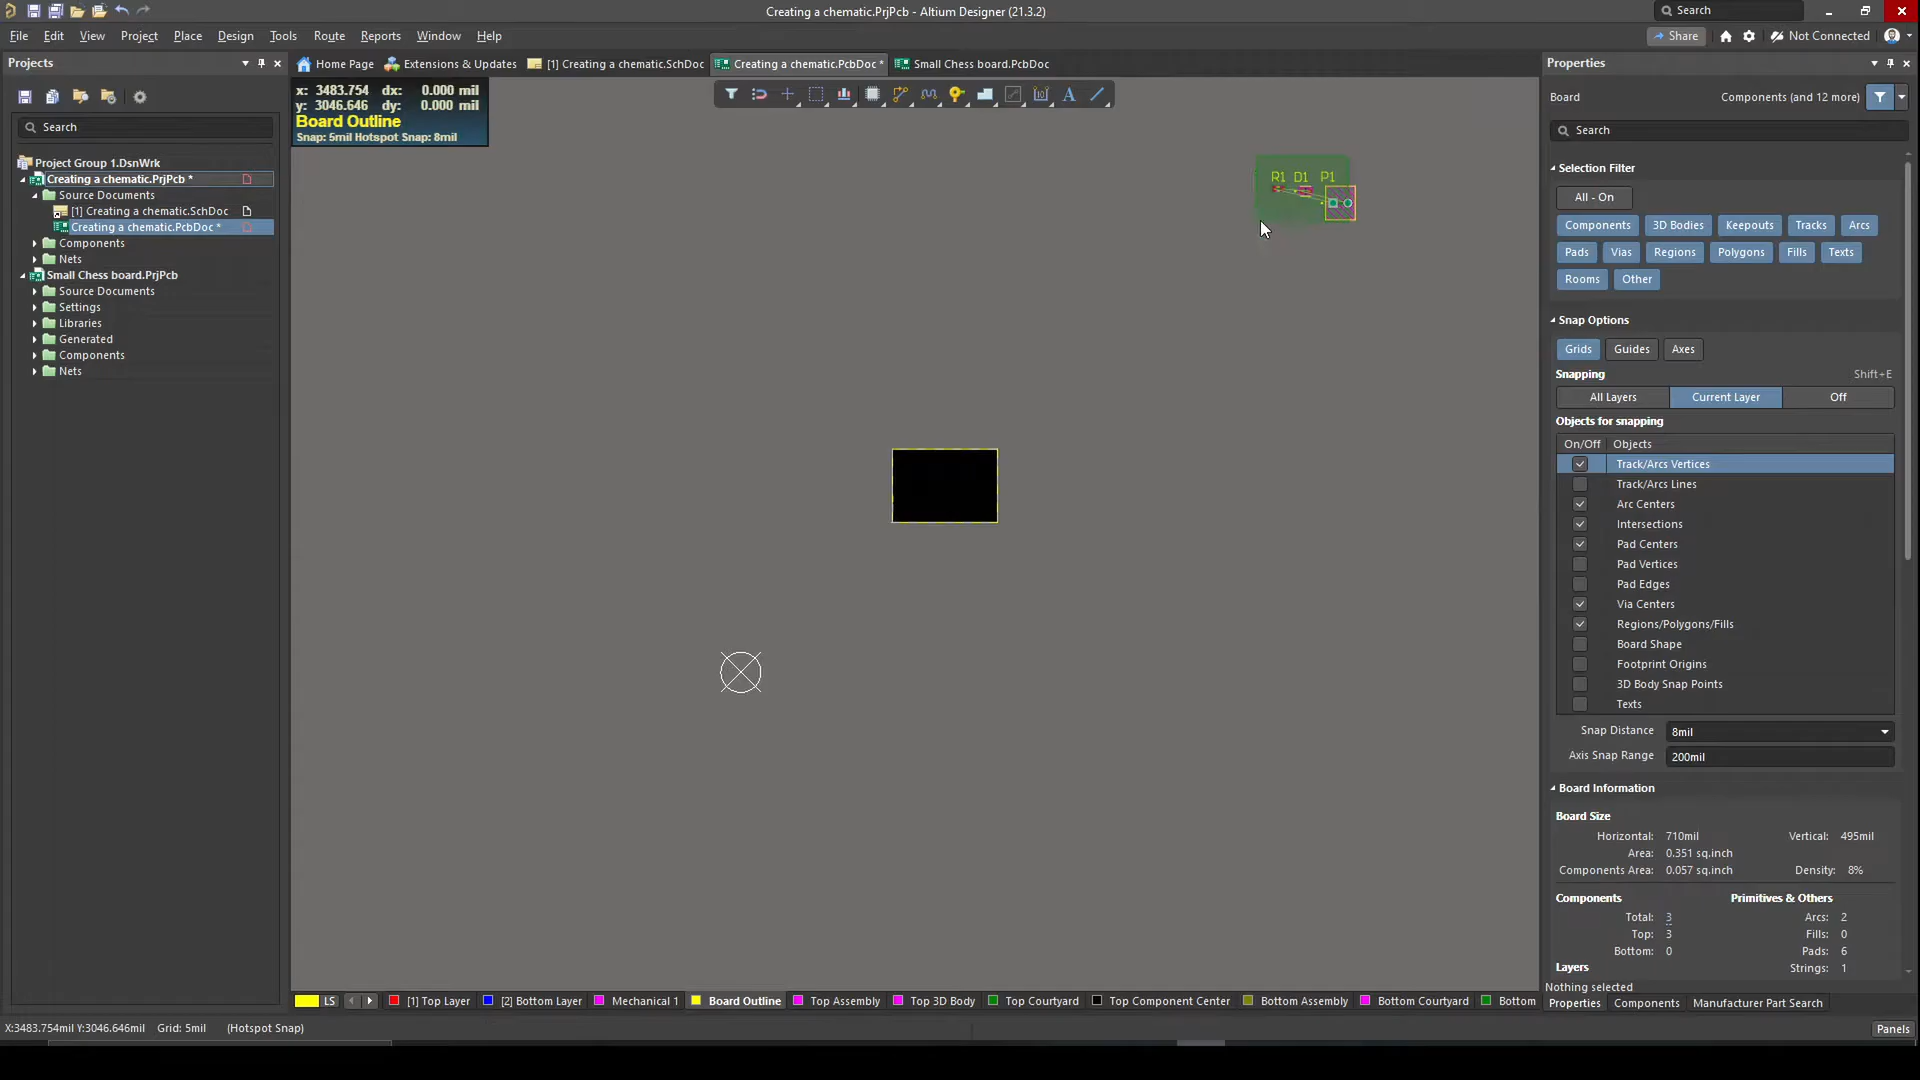 Creating a chematic.PrjPcb - Altium Designer (21.3.2)
Search
File Edit View Project Place Design Tools Route Reports Window Help
Share
Not Connected
Projects
Home Page
Extensions & Updates
[1] Creating a chematic.SchDoc
Creating a chematic.PcbDoc *
Small Chess board.PcbDoc
Properties
x: 3483.754 dx: 0.000 mil
y: 3046.646 dy: 0.000 mil
Board Outline
Snap: 5mil Hotspot Snap: 8mil
Search
Project Group 1.DsnWrk
Creating a chematic.PrjPcb *
Source Documents
[1] Creating a chematic.SchDoc
Creating a chematic.PcbDoc *
Components
Nets
Small Chess board.PrjPcb
Source Documents
Settings
Libraries
Generated
Components
Nets
R1 D1 P1
Board
Components (and 12 more)
Search
Selection Filter
All - On
Components 3D Bodies Keepouts Tracks Arcs
Pads Vias Regions Polygons Fills Texts
Rooms Other
Snap Options
Grids Guides Axes
Snapping Shift+E
All Layers Current Layer Off
Objects for snapping
On/Off Objects
Track/Arcs Vertices
Track/Arcs Lines
Arc Centers
Intersections
Pad Centers
Pad Vertices
Pad Edges
Via Centers
Regions/Polygons/Fills
Board Shape
Footprint Origins
3D Body Snap Points
Texts
Snap Distance 8mil
Axis Snap Range 200mil
Board Information
Board Size
Horizontal: 710mil Vertical: 495mil
Area: 0.351 sq.inch
Components Area: 0.057 sq.inch Density: 8%
Components Primitives & Others
Total: 3 Arcs: 2
Top: 3 Fills: 0
Bottom: 0 Pads: 6
Layers Strings: 1
Nothing selected
LS [1] Top Layer [2] Bottom Layer Mechanical 1 Board Outline Top Assembly Top 3D Body Top Courtyard Top Component Center Bottom Assembly Bottom Courtyard Bottom
Properties Components Manufacturer Part Search
X:3483.754mil Y:3046.646mil Grid: 5mil (Hotspot Snap)
Panels